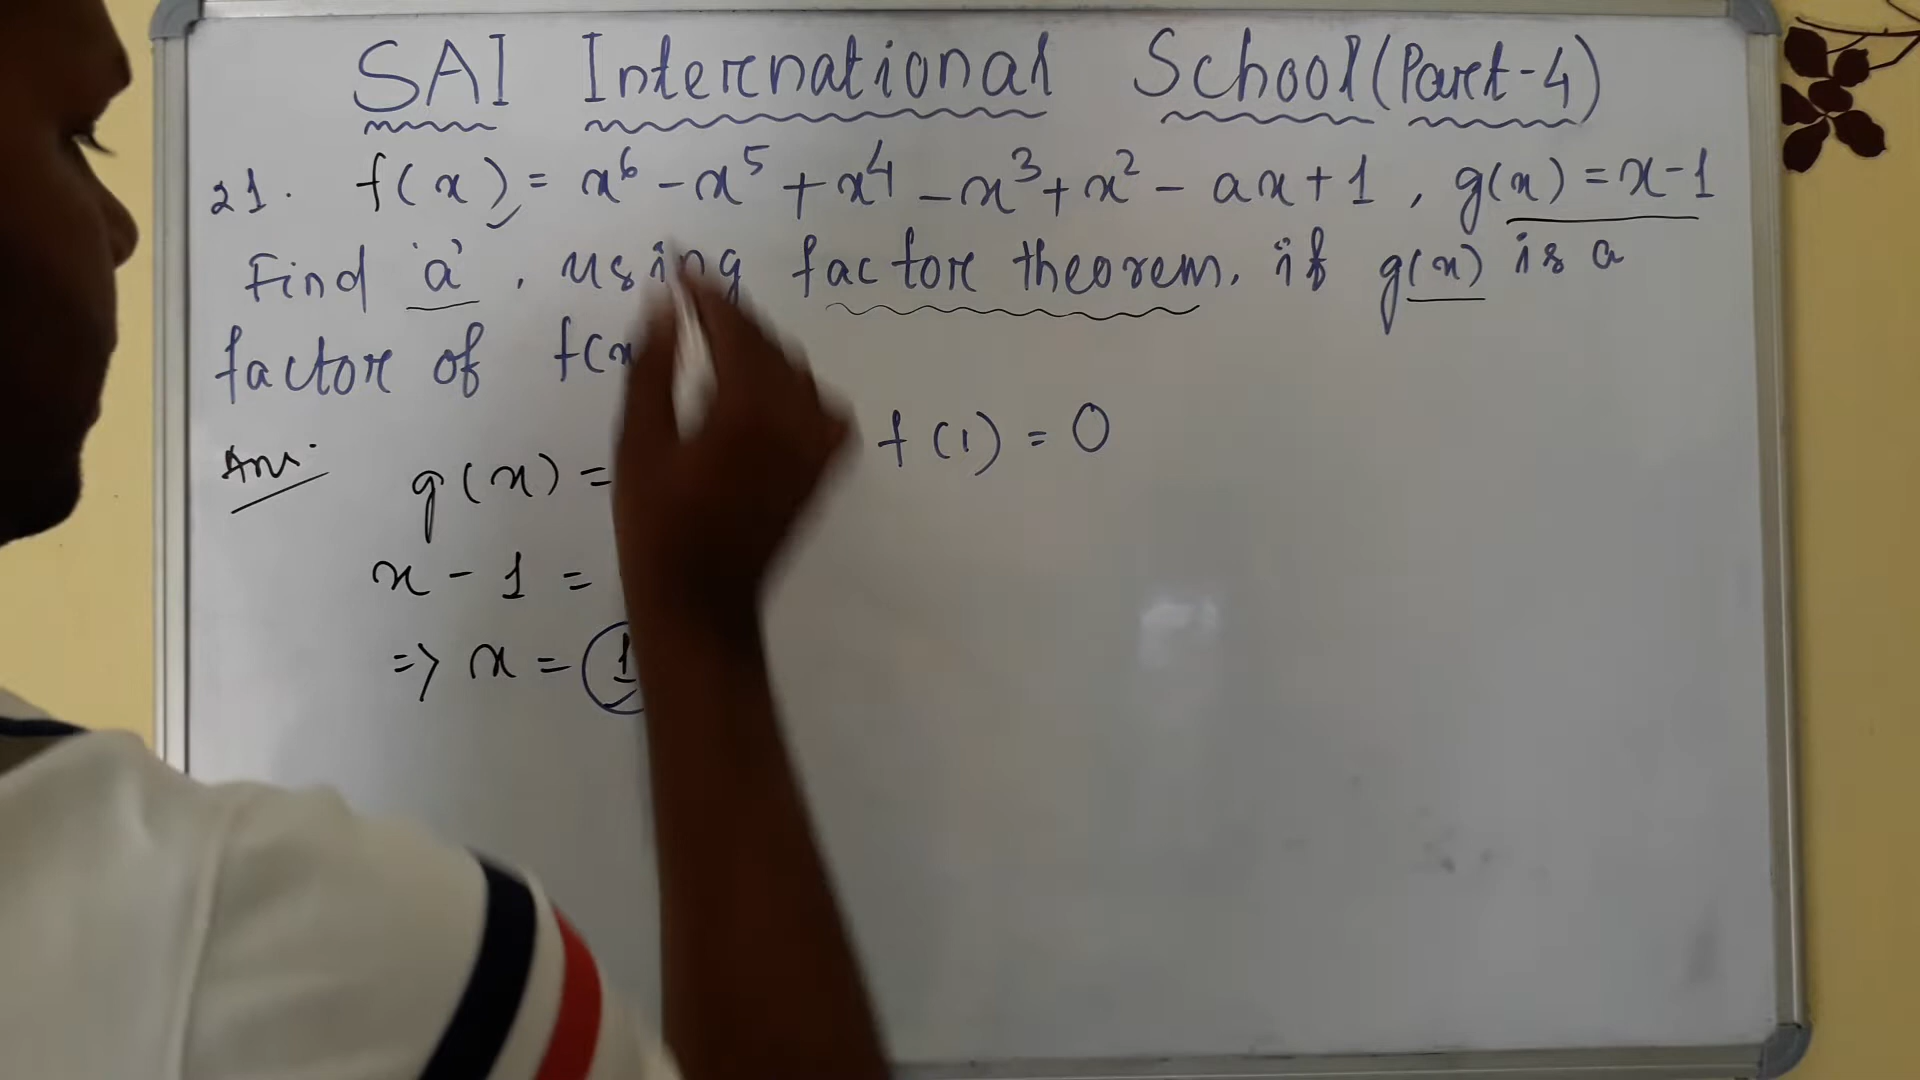 SAI International School (Part-4)
21. f(x) = x⁶ - x⁵ + x⁴ - x³ + x² - ax + 1, g(x) = x-1
Find 'a', using factor theorem. if g(x) is a
factor of f(x
Ans. f(1) = 0
g(x) =
x - 1 =
=> x = 1